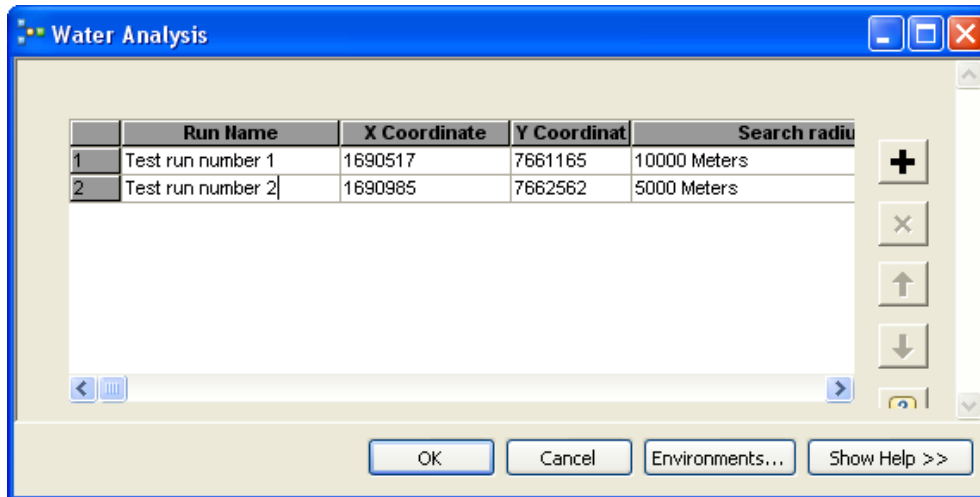 Water Analysis
Run Name X Coordinate Y Coordinat Search radiu
1 Test run number 1 1690517 7661165 10000 Meters
2 Test run number 2 1690985 7662562 5000 Meters
?
OK Cancel Environments... Show Help >>